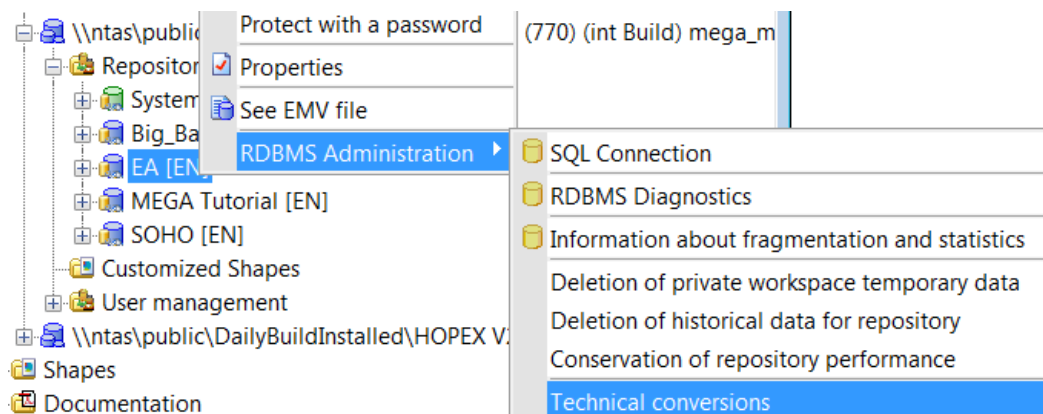 \\ntas\public
Protect with a password
(770) (int Build) mega_m
Repositor
Properties
System
See EMV file
Big_Ba
RDBMS Administration
SQL Connection
EA [EN]
RDBMS Diagnostics
MEGA Tutorial [EN]
Information about fragmentation and statistics
SOHO [EN]
Customized Shapes
Deletion of private workspace temporary data
User management
Deletion of historical data for repository
\\ntas\public\DailyBuildInstalled\HOPEX V
Conservation of repository performance
Shapes
Technical conversions
Documentation